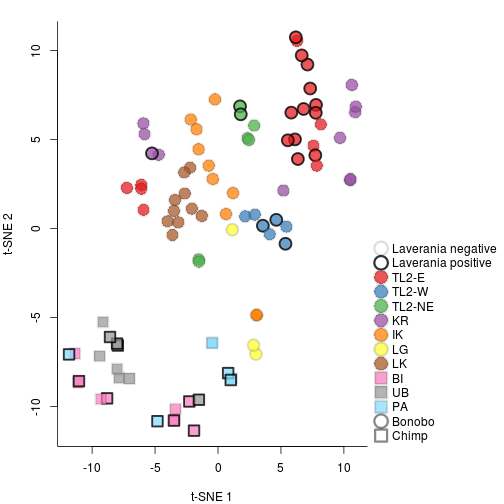 10
5
0
-5
-10
t-SNE 2
-10
-5
0
5
10
t-SNE 1
Laverania negative
Laverania positive
TL2-E
TL2-W
TL2-NE
KR
IK
LG
LK
BI
UB
PA
Bonobo
Chimp